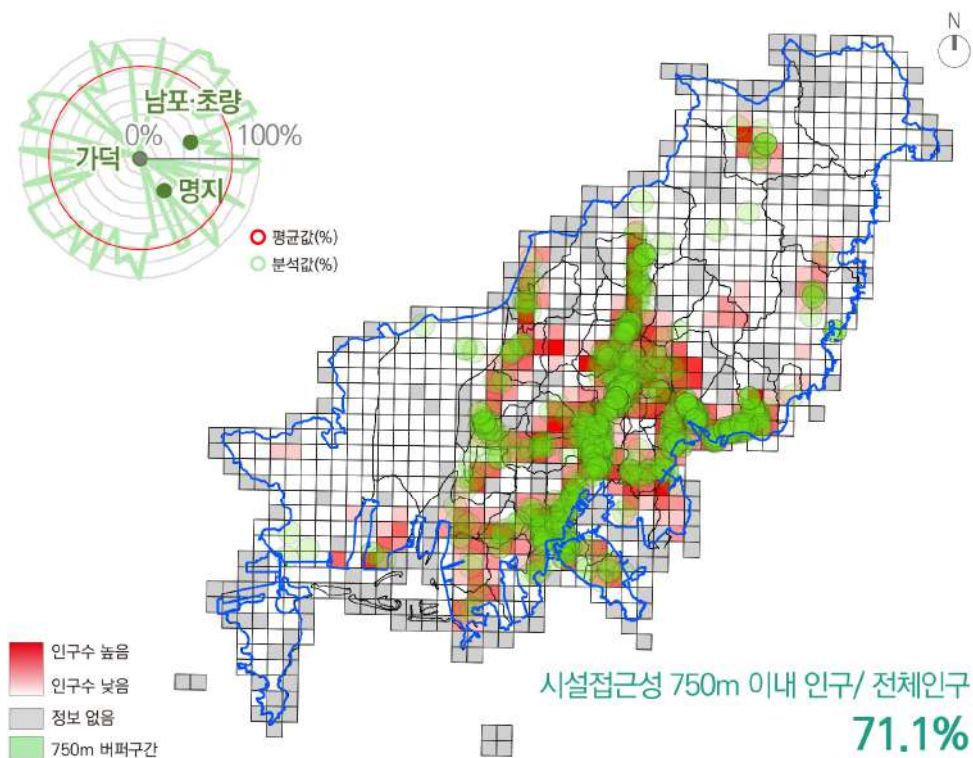 N
남포·초량
0% 100%
가덕
명지
평균값(%)
분석값(%)
인구수 높음
인구수 낮음
정보 없음
750m 버퍼구간
시설접근성 750m 이내 인구/ 전체인구
71.1%